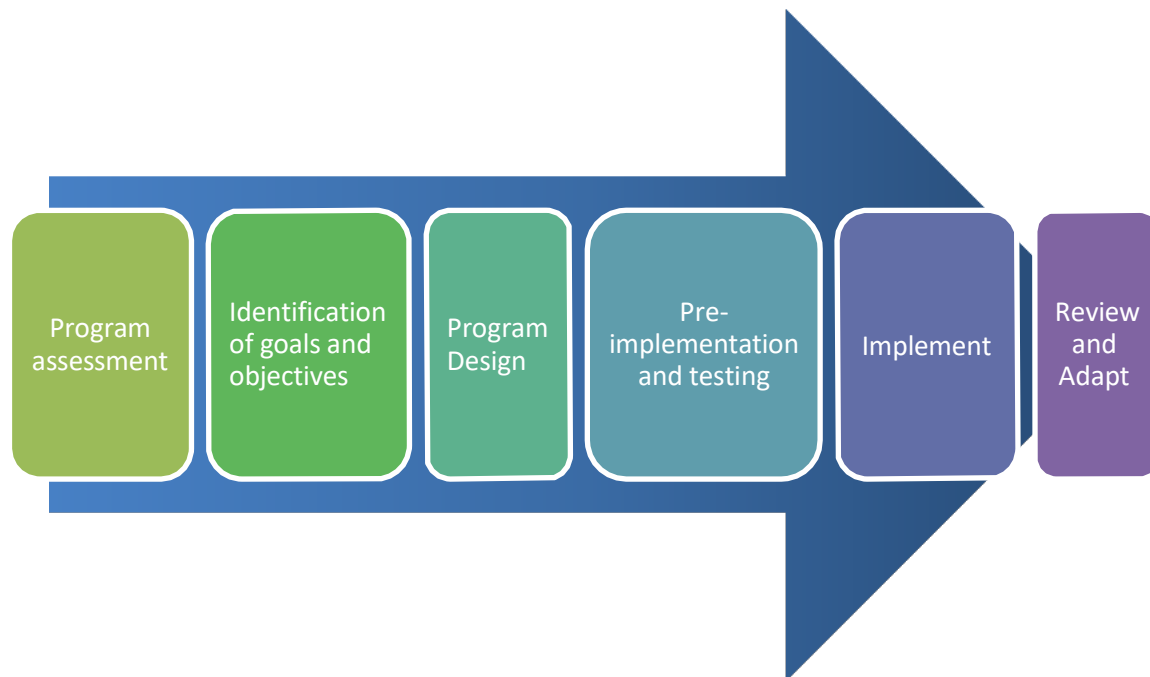 Program
assessment
Identification
of goals and
objectives
Program
Design
Pre-
implementation
and testing
Implement
Review
and
Adapt